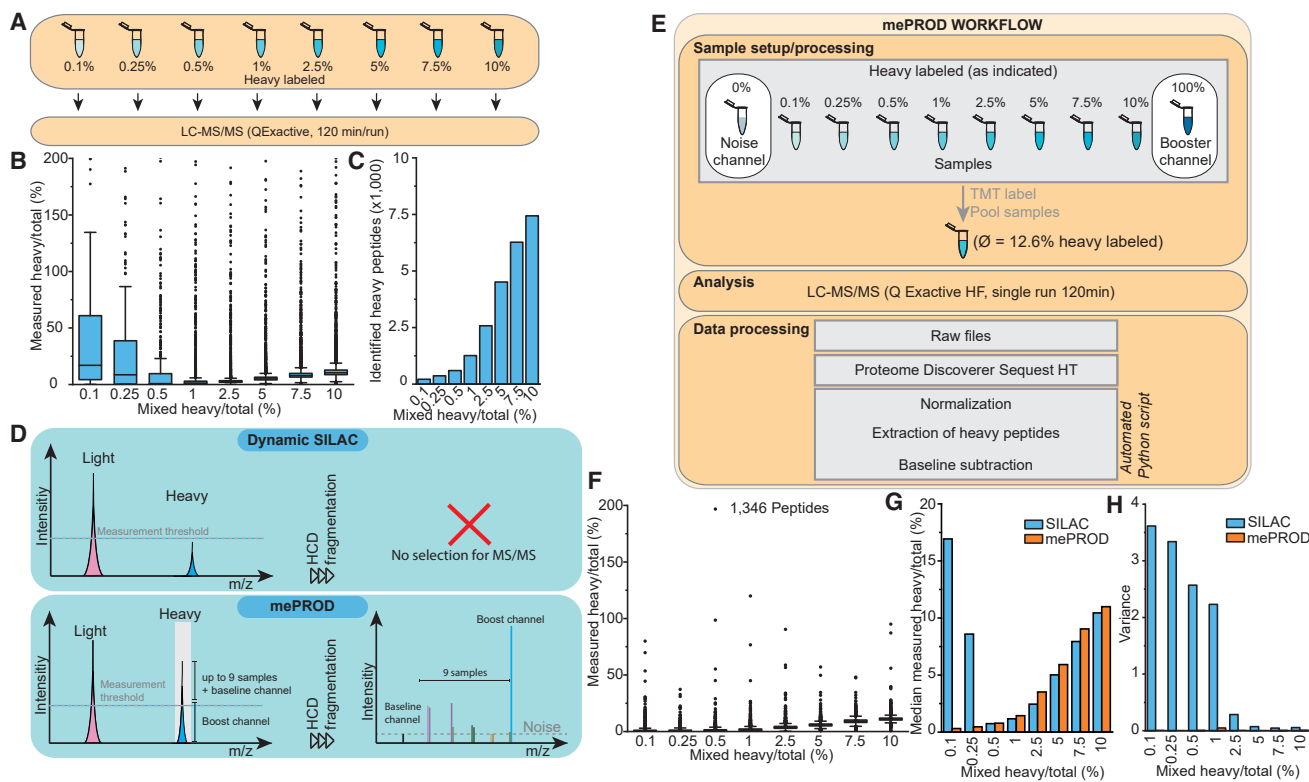 A
0.1%
0.25%
0.5%
1%
2.5%
5%
7.5%
10%
Heavy labeled
LC-MS/MS (QExactive, 120 min/run)
B
Measured heavy/total (%)
200
150
100
50
0
0.1
0.25
0.5
1
2.5
5
7.5
10
Mixed heavy/total (%)
C
Identified heavy peptides (x1,000)
10
7.5
5
2.5
0
0.1
0.25
0.5
1
2.5
5
7.5
10
Mixed heavy/total (%)
D
Dynamic SILAC
Intensitiy
Light
Heavy
Measurement threshold
m/z
HCD
fragmentation
No selection for MS/MS
mePROD
Intensitiy
Light
Heavy
Measurement
threshold
up to 9 samples
+ baseline channel
Boost channel
m/z
HCD
fragmentation
Intensitiy
Boost channel
9 samples
Baseline
channel
Noise
m/z
E
mePROD WORKFLOW
Sample setup/processing
Heavy labeled (as indicated)
0%
Noise
channel
0.1%
0.25%
0.5%
1%
2.5%
5%
7.5%
10%
100%
Booster
channel
Samples
TMT label
Pool samples
(Ø = 12.6% heavy labeled)
Analysis
LC-MS/MS (Q Exactive HF, single run 120min)
Data processing
Raw files
Proteome Discoverer Sequest HT
Normalization
Extraction of heavy peptides
Baseline subtraction
Automated
Python script
F
Measured heavy/total (%)
200
150
100
50
0
1,346 Peptides
0.1
0.25
0.5
1
2.5
5
7.5
10
Mixed heavy/total (%)
G
Median measured heavy/total (%)
20
15
10
5
0
SILAC
mePROD
0.1
0.25
0.5
1
2.5
5
7.5
10
Mixed heavy/total (%)
H
Variance
4
3
2
1
0
SILAC
mePROD
0.1
0.25
0.5
1
2.5
5
7.5
10
Mixed heavy/total (%)